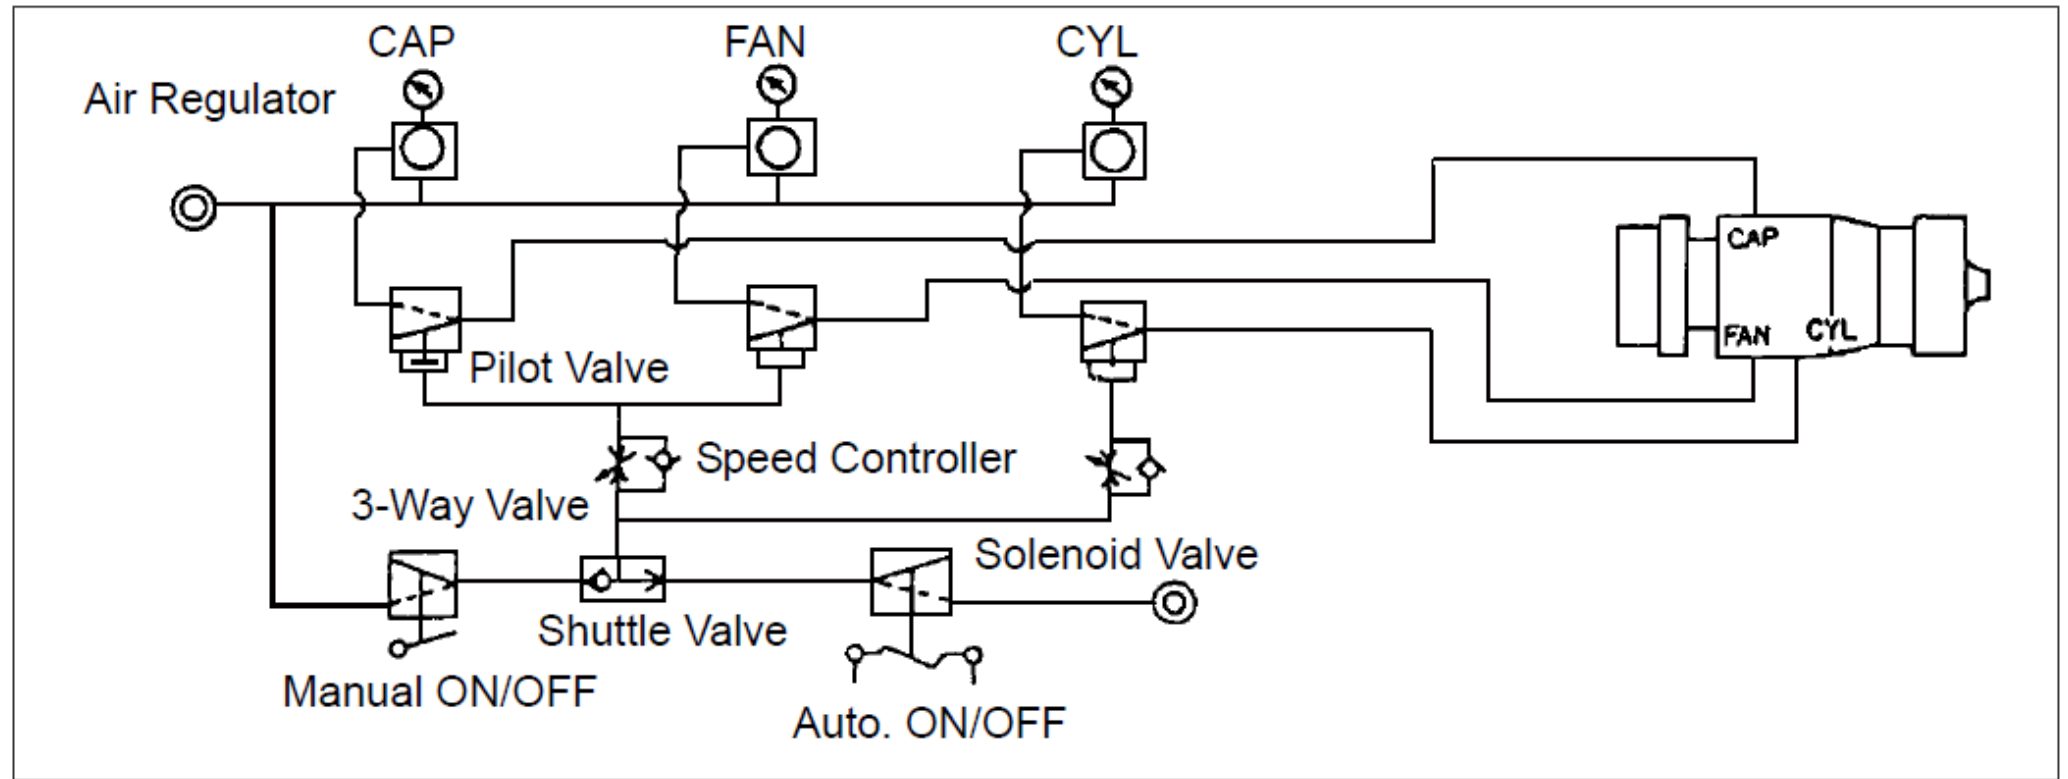 CAP
FAN
CYL
Air Regulator
CAP
FAN
CYL
Pilot Valve
Speed Controller
3-Way Valve
Solenoid Valve
Shuttle Valve
Manual ON/OFF
Auto. ON/OFF